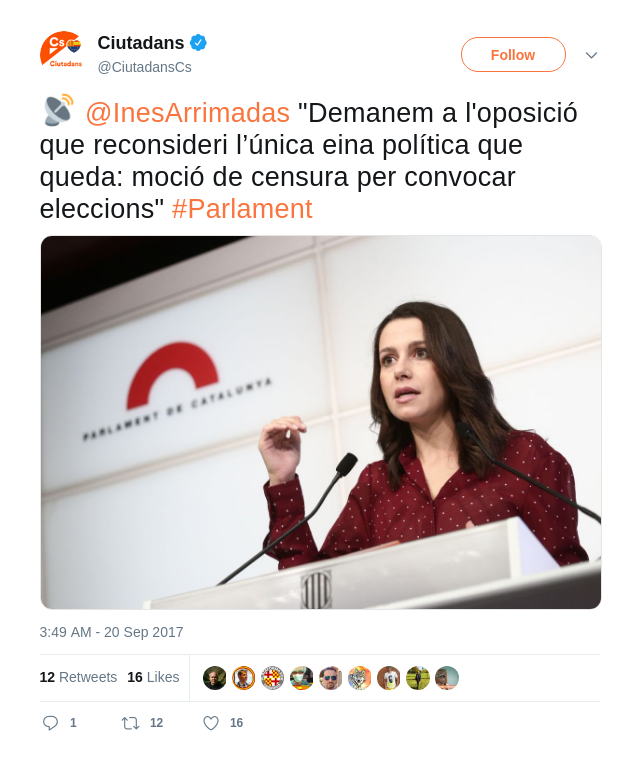 Cs
Ciutadans
Ciutadans
@CiutadansCs
Follow
@InesArrimadas "Demanem a l'oposició
que reconsideri l’única eina política que
queda: moció de censura per convocar
eleccions" #Parlament
PARLAMENT DE CATALUNYA
3:49 AM - 20 Sep 2017
12 Retweets 16 Likes
1 12 16